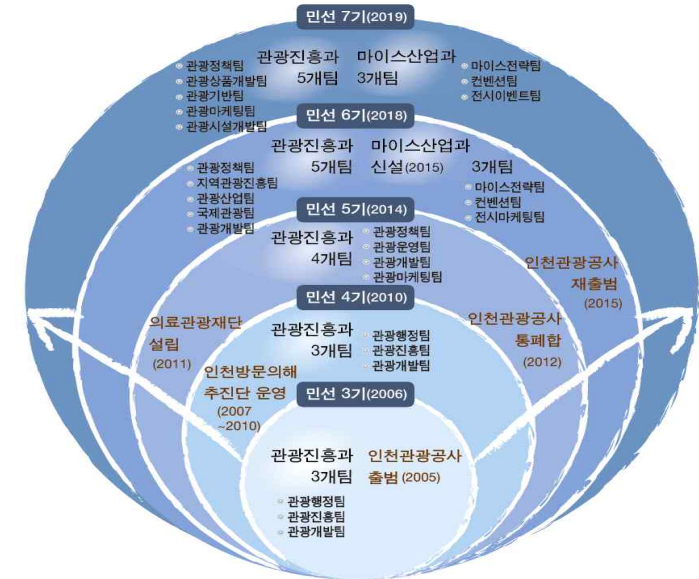 민선 7기(2019)
관광진흥과
5개팀
관광정책팀
관광상품개발팀
관광기반팀
관광마케팅팀
관광시설개발팀
마이스산업과
3개팀
마이스전략팀
컨벤션팀
전시이벤트팀
민선 6기(2018)
관광진흥과
5개팀
관광정책팀
지역관광진흥팀
관광산업팀
국제관광팀
관광개발팀
마이스산업과
신설(2015)
3개팀
마이스전략팀
컨벤션팀
전시마케팅팀
민선 5기(2014)
관광진흥과
4개팀
관광정책팀
관광운영팀
관광개발팀
관광마케팅팀
인천관광공사
재출범
(2015)
민선 4기(2010)
의료관광재단
설립
(2011)
관광진흥과
3개팀
관광행정팀
관광진흥팀
관광개발팀
인천관광공사
통폐합
(2012)
인천방문의해
추진단 운영
(2007
~2010)
민선 3기(2006)
관광진흥과
3개팀
관광행정팀
관광진흥팀
관광개발팀
인천관광공사
출범(2005)